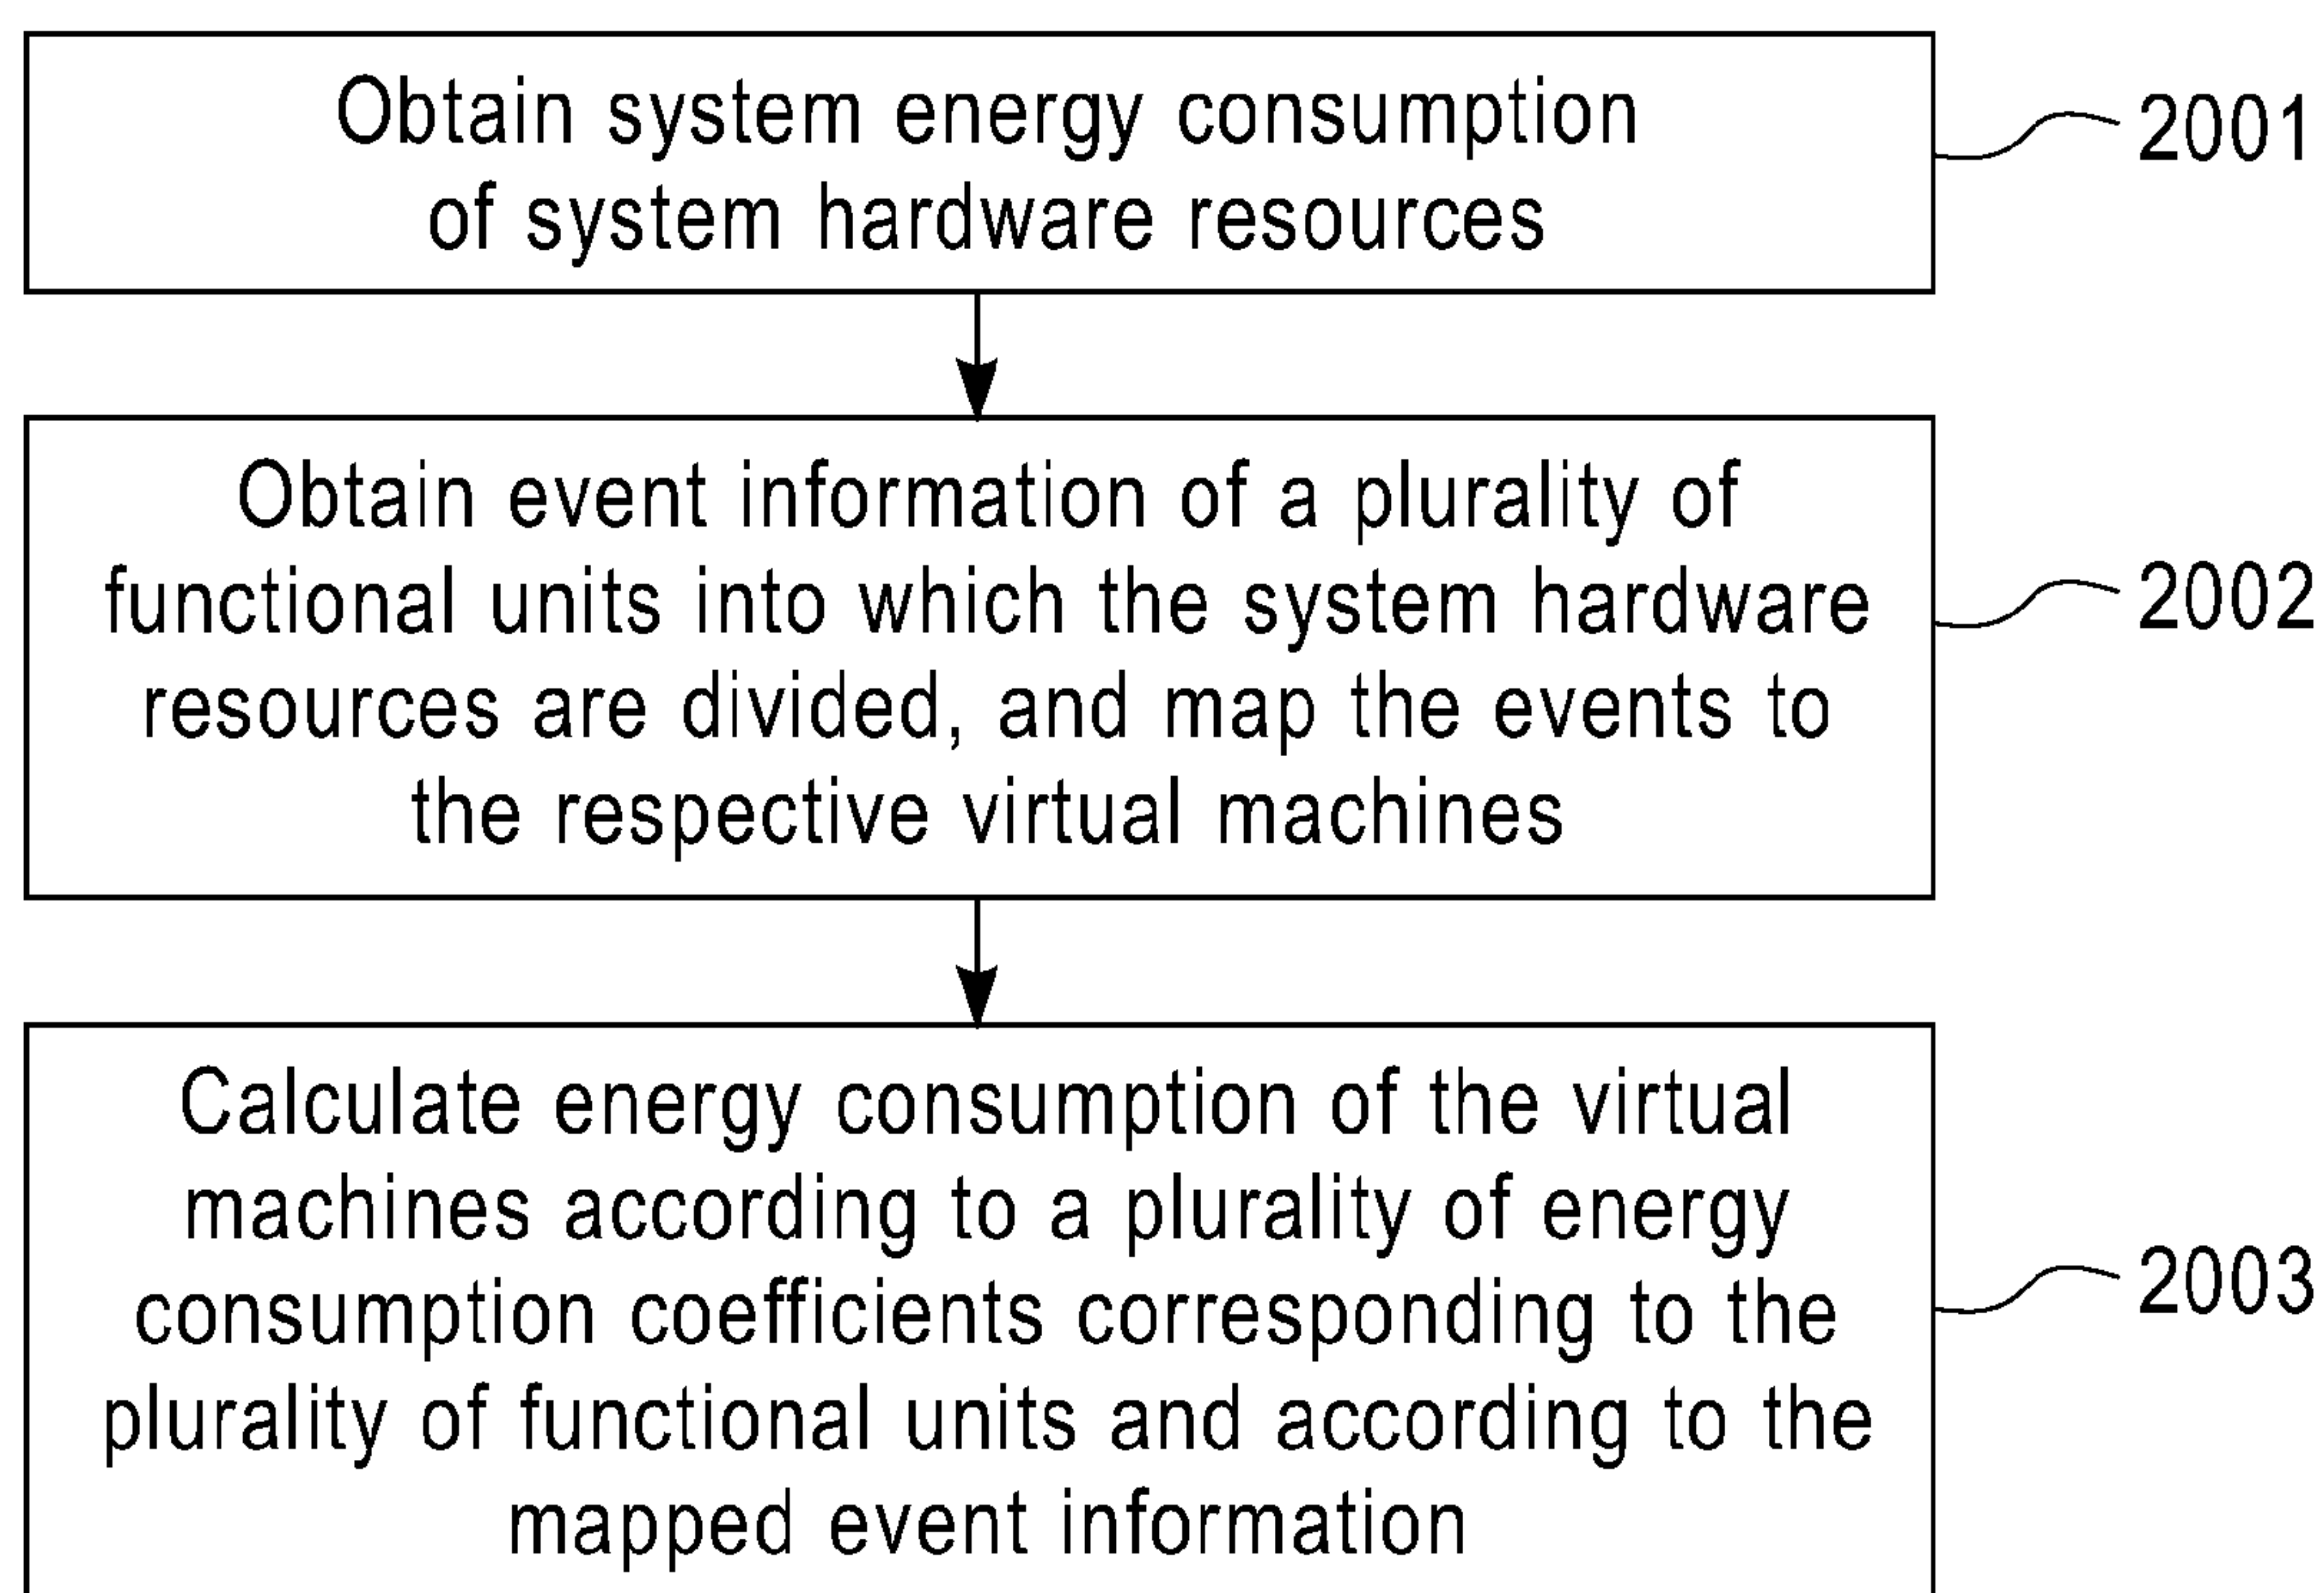 Obtain system energy consumption
of system hardware resources
2001
Obtain event information of a plurality of
functional units into which the system hardware
resources are divided, and map the events to
the respective virtual machines
2002
Calculate energy consumption of the virtual
machines according to a plurality of energy
consumption coefficients corresponding to the
plurality of functional units and according to the
mapped event information
2003